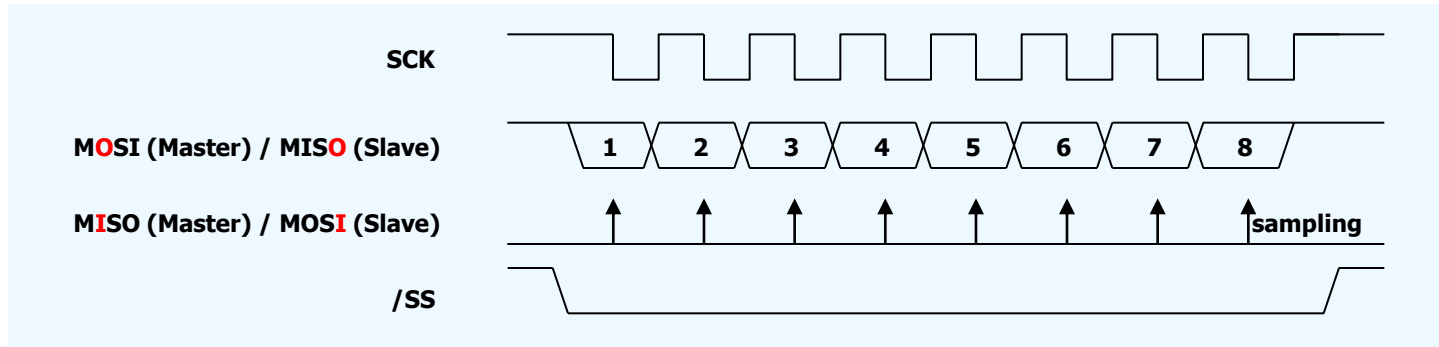 SCK
MOSI (Master) / MISO (Slave)
1 2 3 4 5 6 7 8
MISO (Master) / MOSI (Slave)
sampling
/SS